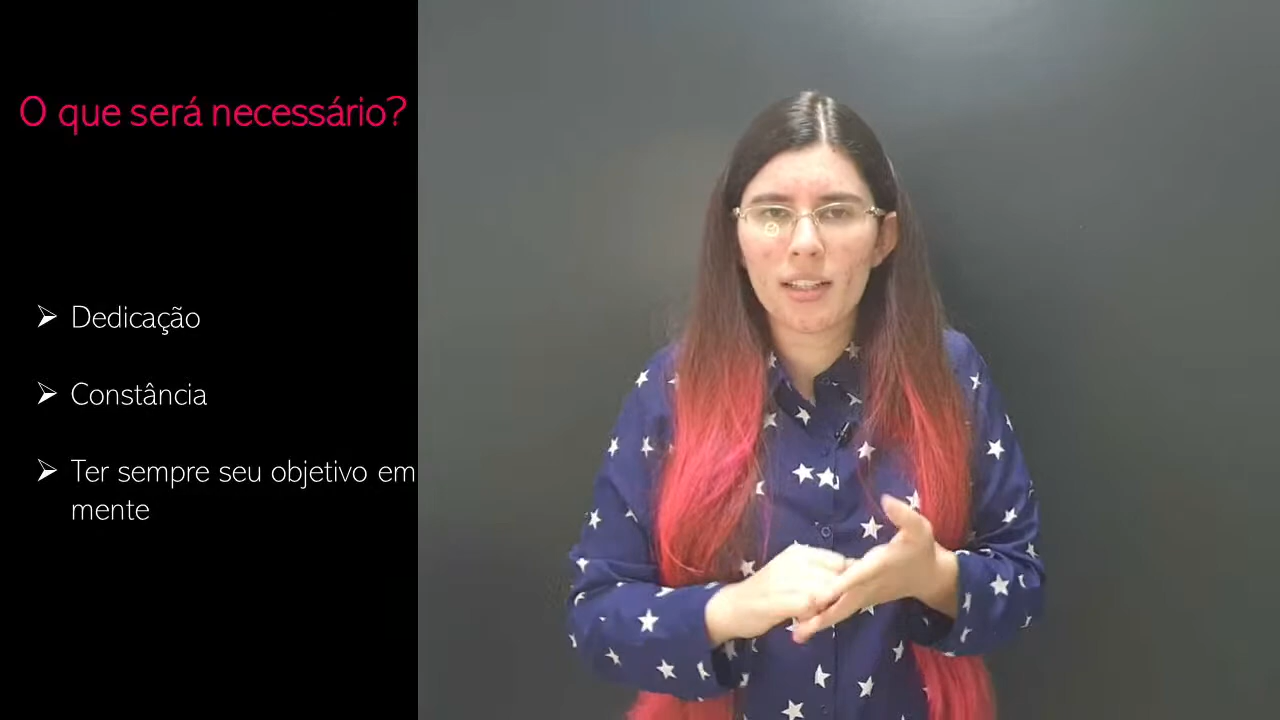 O que será necessário?
Dedicação
Constância
Ter sempre seu objetivo em
mente